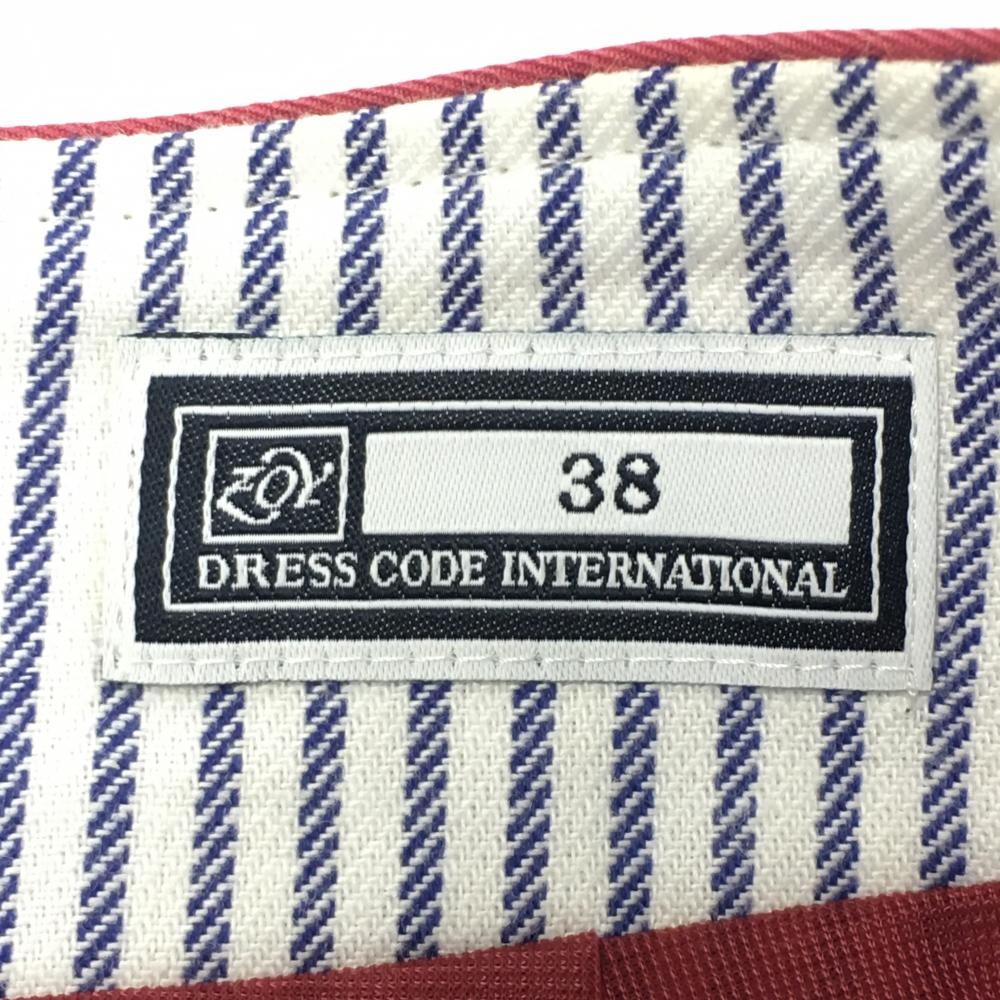 ZOY
38
DRESS CODE INTERNATIONAL